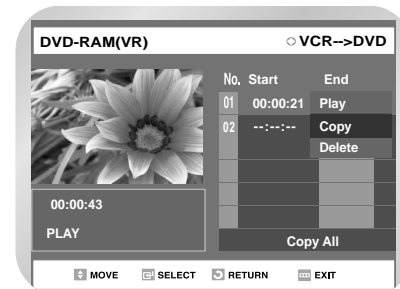 DVD-RAM(VR) VCR-->DVD
No. Start End
01 00:00:21 Play
02 --:--:-- Copy
Delete
00:00:43
PLAY
Copy All
MOVE SELECT RETURN EXIT